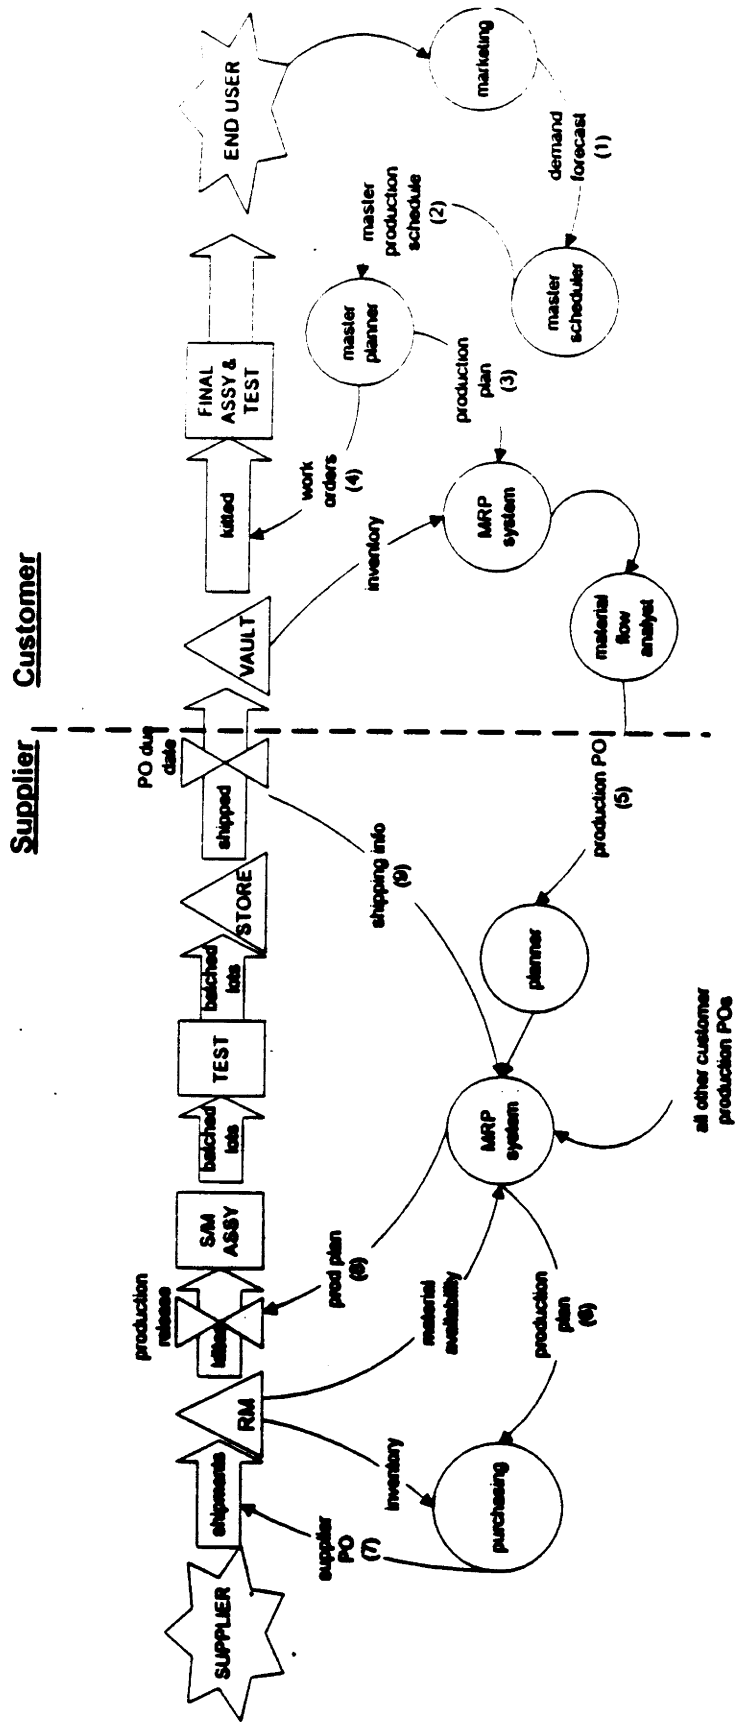 Supplier
Customer
PO due
date
production
release
SUPPLIER
shipments
RM
kitted
S/M
ASSY
batched
lots
TEST
batched
lots
STORE
shipped
VAULT
kitted
FINAL
ASSY &
TEST
END USER
supplier
PO
(7)
inventory
prod plan
(8)
material
availability
shipping info
(9)
inventory
work
orders
(4)
master
planner
master
production
schedule
(2)
purchasing
production
plan
(6)
MRP
system
planner
production PO
(5)
MRP
system
production
plan
(3)
marketing
material
flow
analyst
master
scheduler
demand
forecast
(1)
all other customer
production POs